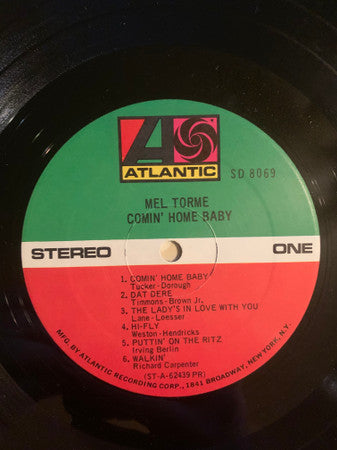 ATLANTIC
SD 8069
MEL TORME
COMIN' HOME BABY
STEREO
ONE
1. COMIN' HOME BABY
Tucker-Dorough
2. DAT DERE
Timmons-Brown Jr.
3. THE LADY'S IN LOVE WITH YOU
Lane-Loesser
4. HI-FLY
Weston-Hendricks
5. PUTTIN' ON THE RITZ
Irving Berlin
6. WALKIN'
Richard Carpenter
(ST-A-62439 PR)
MFG. BY ATLANTIC RECORDING CORP., 1841 BROADWAY, NEW YORK, N.Y.